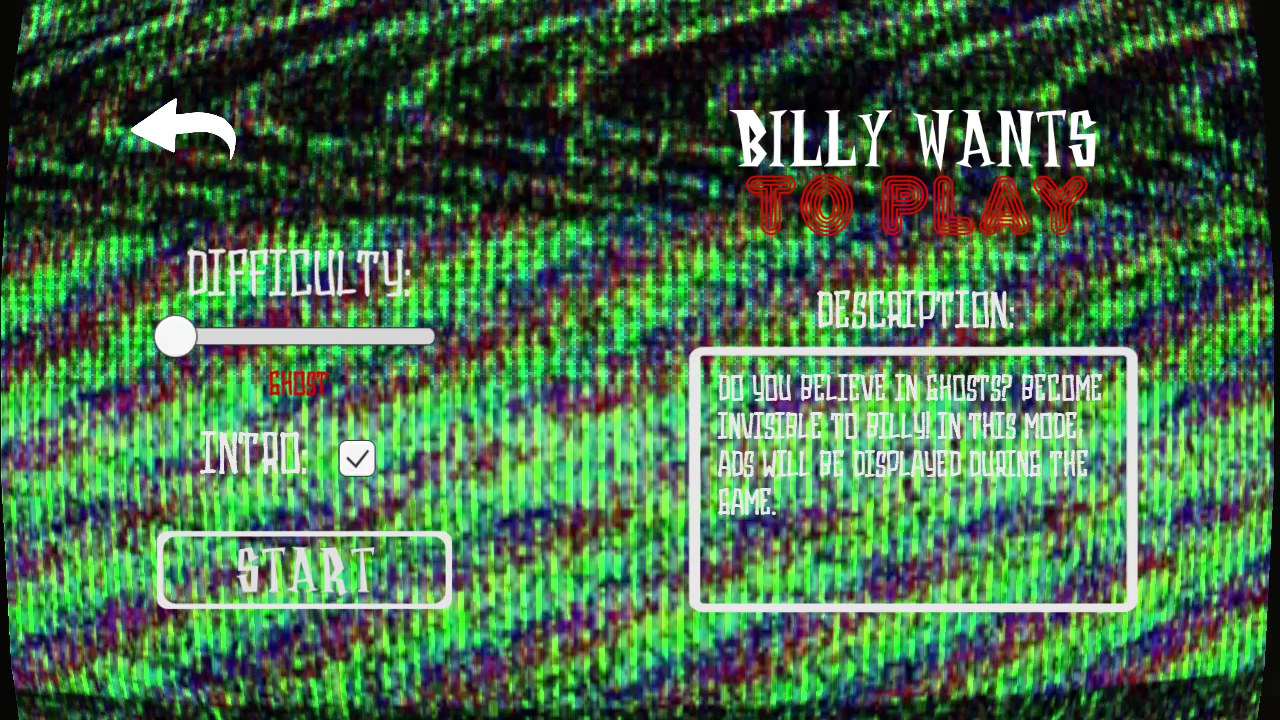 BILLY WANTS
TO PLAY
DIFFICULTY:
GHOST
INTRO:
START
DESCRIPTION:
DO YOU BELIEVE IN GHOSTS? BECOME
INVISIBLE TO BILLY! IN THIS MODE,
ADS WILL BE DISPLAYED DURING THE
GAME.